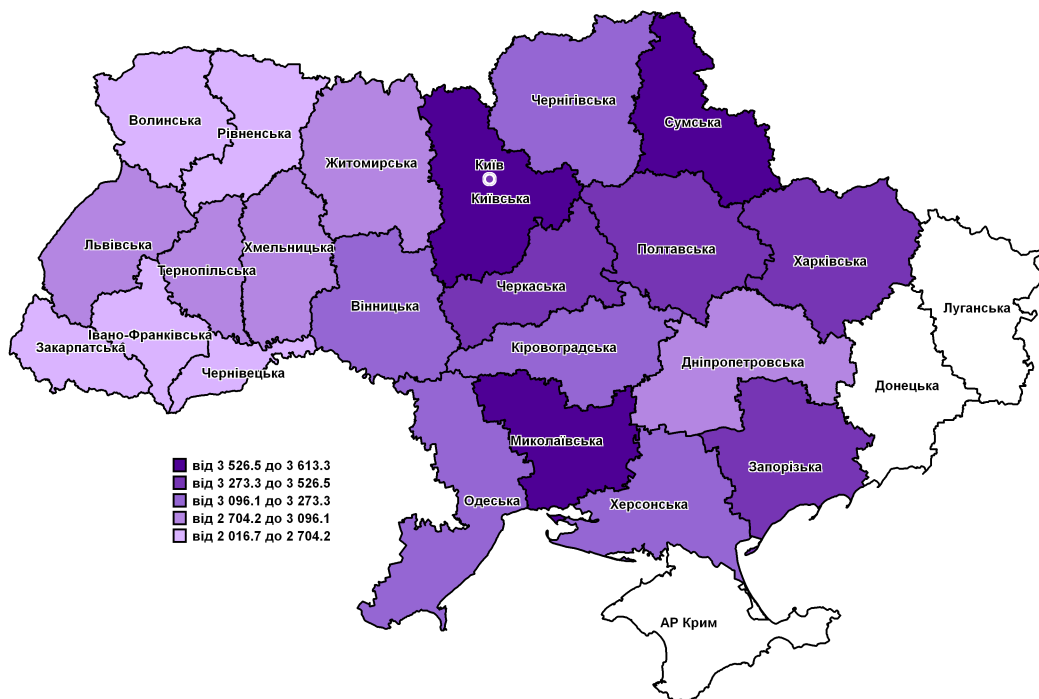 Чернігівська
Волинська
Сумська
Рівненська
Житомирська
Київ
Київська
Львівська
Хмельницька
Полтавська
Тернопільська
Харківська
Черкаська
Вінницька
Луганська
Івано-Франківська
Закарпатська
Кіровоградська
Дніпропетровська
Чернівецька
Донецька
Миколаївська
Запорізька
Одеська
Херсонська
від 3 526.5 до 3 613.3
від 3 273.3 до 3 526.5
від 3 096.1 до 3 273.3
від 2 704.2 до 3 096.1
від 2 016.7 до 2 704.2
АР Крим